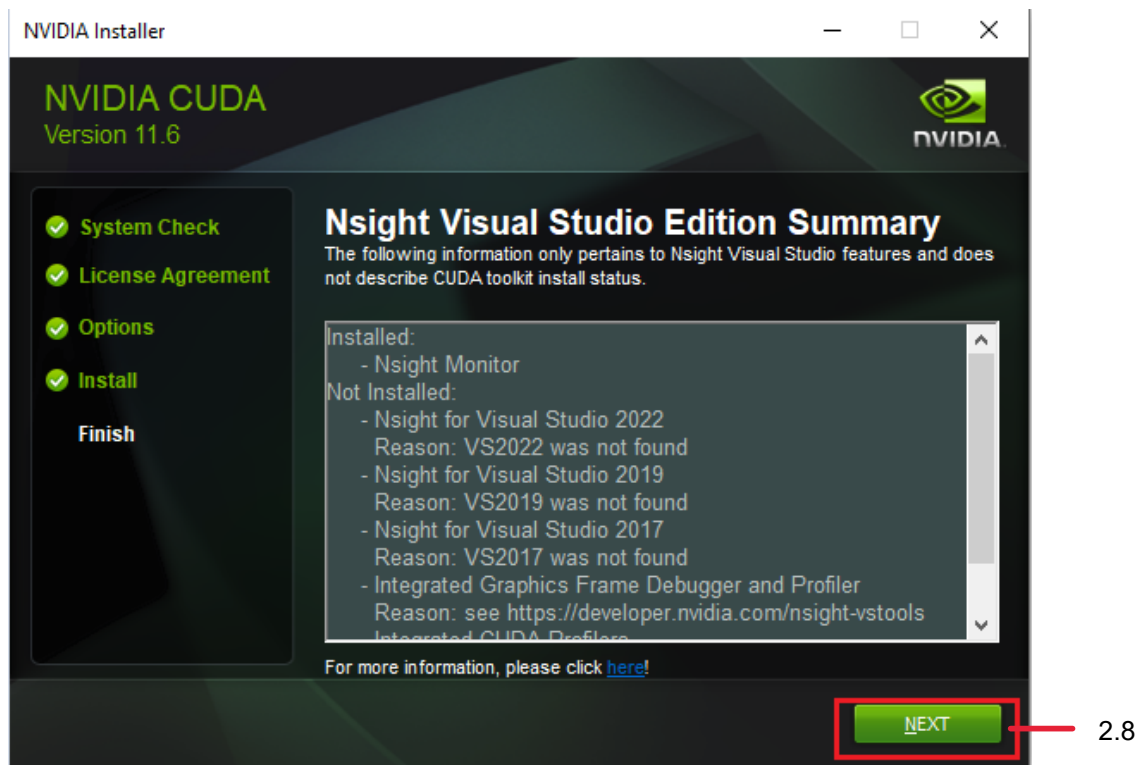 NVIDIA Installer
NVIDIA CUDA
Version 11.6
NVIDIA.
System Check
License Agreement
Options
Install
Finish
Nsight Visual Studio Edition Summary
The following information only pertains to Nsight Visual Studio features and does
not describe CUDA toolkit install status.
Installed:
- Nsight Monitor
Not Installed:
- Nsight for Visual Studio 2022
Reason: VS2022 was not found
- Nsight for Visual Studio 2019
Reason: VS2019 was not found
- Nsight for Visual Studio 2017
Reason: VS2017 was not found
- Integrated Graphics Frame Debugger and Profiler
Reason: see https://developer.nvidia.com/nsight-vstools
Integrated CUDA Profilers
For more information, please click here!
NEXT
2.8